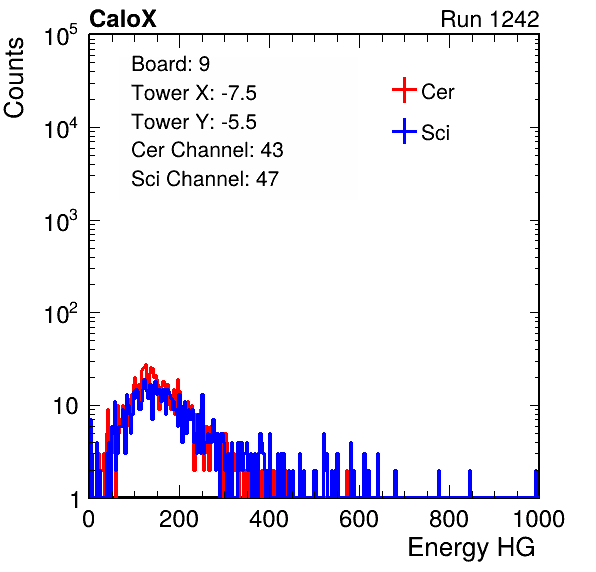 CaloX Run 1242
Counts
10^5
10^4
10^3
10^2
10
1
Board: 9
Tower X: -7.5
Tower Y: -5.5
Cer Channel: 43
Sci Channel: 47
Cer
Sci
0 200 400 600 800 1000
Energy HG